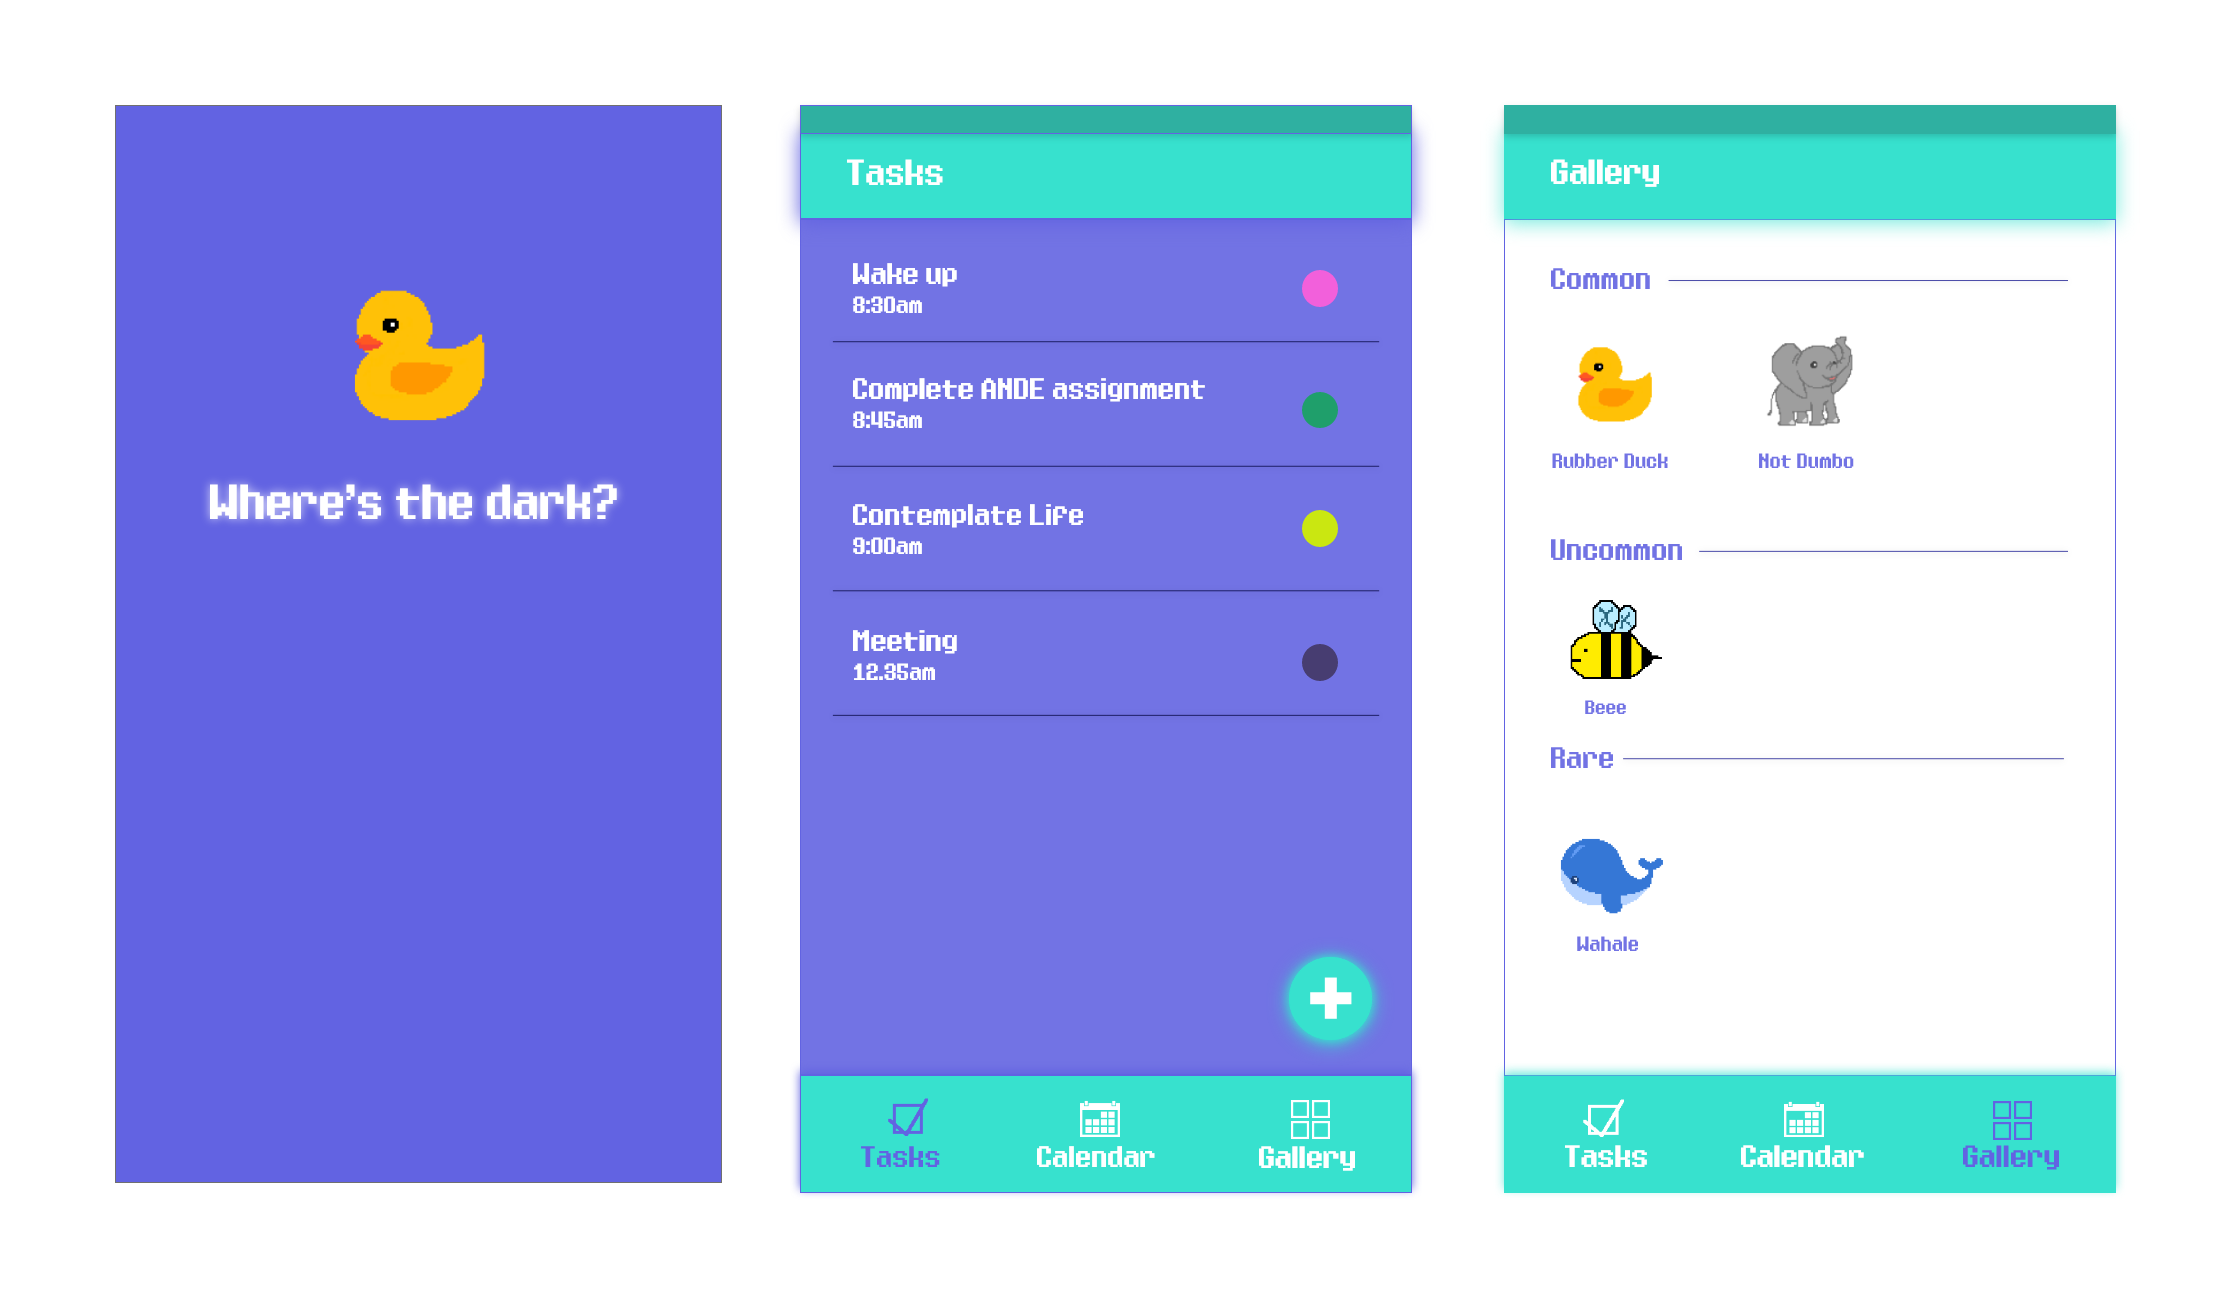 Where's the dark?
Tasks
Wake up
8:30am
Complete ANDE assignment
8:45am
Contemplate Life
9:00am
Meeting
12.35am
Tasks
Calendar
Gallery
Gallery
Common
Rubber Duck
Not Dumbo
Uncommon
Beee
Rare
Wahale
Tasks
Calendar
Gallery